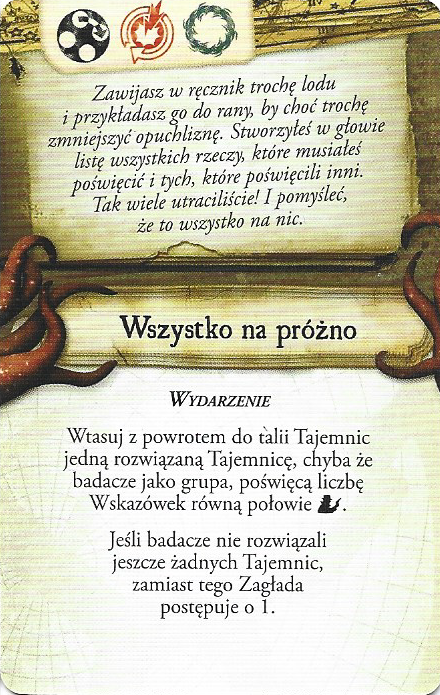 Zawijasz w ręcznik trochę lodu
i przykładasz go do rany, by choć trochę
zmniejszyć opuchliznę. Stworzyłeś w głowie
listę wszystkich rzeczy, które musiałeś
poświęcić i tych, które poświęcili inni.
Tak wiele utraciliście! I pomyśleć,
że to wszystko na nic.
Wszystko na próżno
Wydarzenie
Wtasuj z powrotem do talii Tajemnic
jedną rozwiązaną Tajemnicę, chyba że
badacze jako grupa, poświęcą liczbę
Wskazówek równą połowie .
Jeśli badacze nie rozwiązali
jeszcze żadnych Tajemnic,
zamiast tego Zagłada
postępuje o 1.